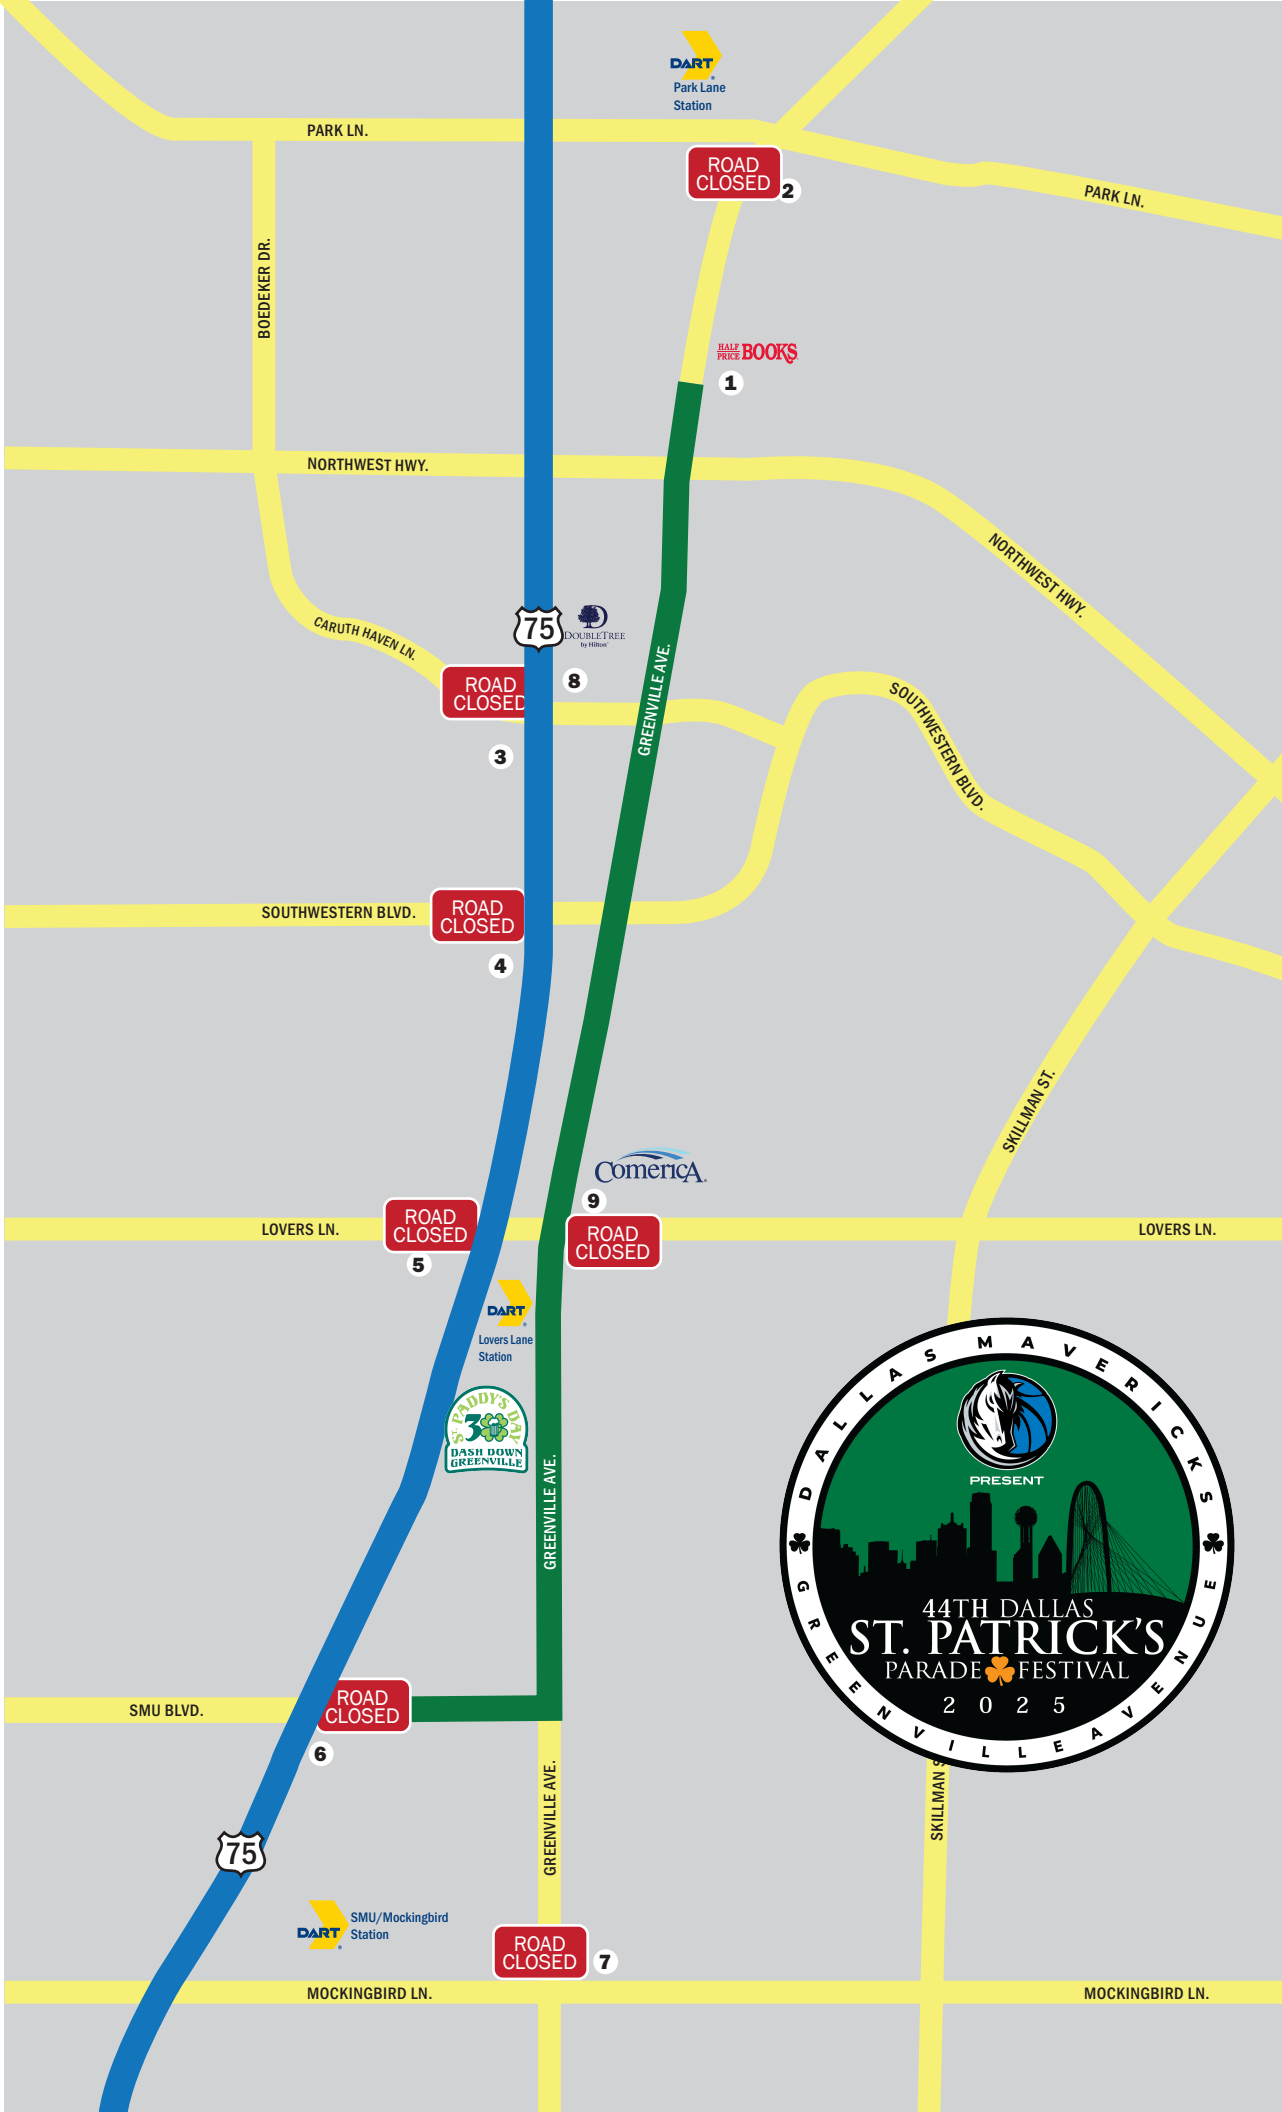 DART
Park Lane
Station
PARK LN.
ROAD
CLOSED
2
PARK LN.
BOEDEKER DR.
HALF
PRICE BOOKS
1
NORTHWEST HWY.
NORTHWEST HWY.
75
DOUBLETREE
by Hilton
CARUTH HAVEN LN.
GREENVILLE AVE.
ROAD
CLOSED
8
3
SOUTHWESTERN BLVD.
SOUTHWESTERN BLVD.
ROAD
CLOSED
4
SKILLMAN ST.
Comerica
9
LOVERS LN.
ROAD
CLOSED
5
ROAD
CLOSED
LOVERS LN.
DART
Lovers Lane
Station
ST. PADDY'S DAY
30
DASH DOWN
GREENVILLE
GREENVILLE AVE.
DALLAS MAVERICKS
PRESENT
44TH DALLAS
ST. PATRICK'S
PARADE FESTIVAL
2025
GREENVILLE AVENUE
SMU BLVD.
ROAD
CLOSED
6
GREENVILLE AVE.
SKILLMAN S
75
DART
SMU/Mockingbird
Station
ROAD
CLOSED
7
MOCKINGBIRD LN.
MOCKINGBIRD LN.